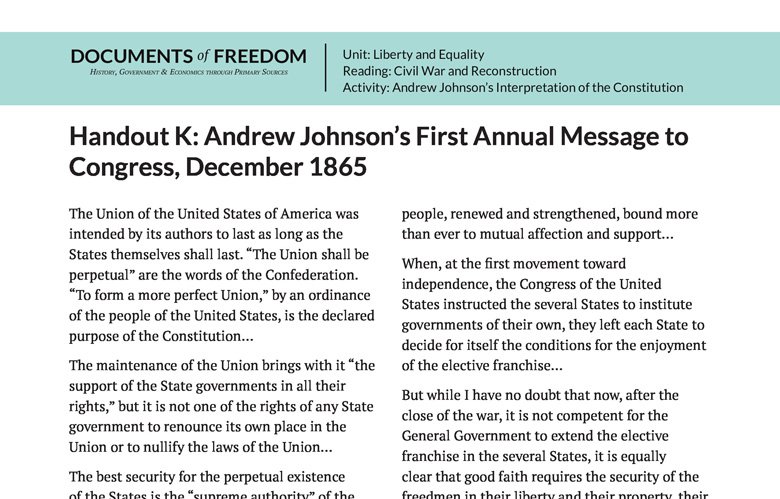 DOCUMENTS of FREEDOM
History, Government & Economics through Primary Sources
Unit: Liberty and Equality
Reading: Civil War and Reconstruction
Activity: Andrew Johnson’s Interpretation of the Constitution
Handout K: Andrew Johnson’s First Annual Message to
Congress, December 1865
The Union of the United States of America was
intended by its authors to last as long as the
States themselves shall last. “The Union shall be
perpetual” are the words of the Confederation.
“To form a more perfect Union,” by an ordinance
of the people of the United States, is the declared
purpose of the Constitution…
The maintenance of the Union brings with it “the
support of the State governments in all their
rights,” but it is not one of the rights of any State
government to renounce its own place in the
Union or to nullify the laws of the Union…
The best security for the perpetual existence
of the States is the “supreme authority” of the
people, renewed and strengthened, bound more
than ever to mutual affection and support…
When, at the first movement toward
independence, the Congress of the United
States instructed the several States to institute
governments of their own, they left each State to
decide for itself the conditions for the enjoyment
of the elective franchise…
But while I have no doubt that now, after the
close of the war, it is not competent for the
General Government to extend the elective
franchise in the several States, it is equally
clear that good faith requires the security of the
freedmen in their liberty and their property, their